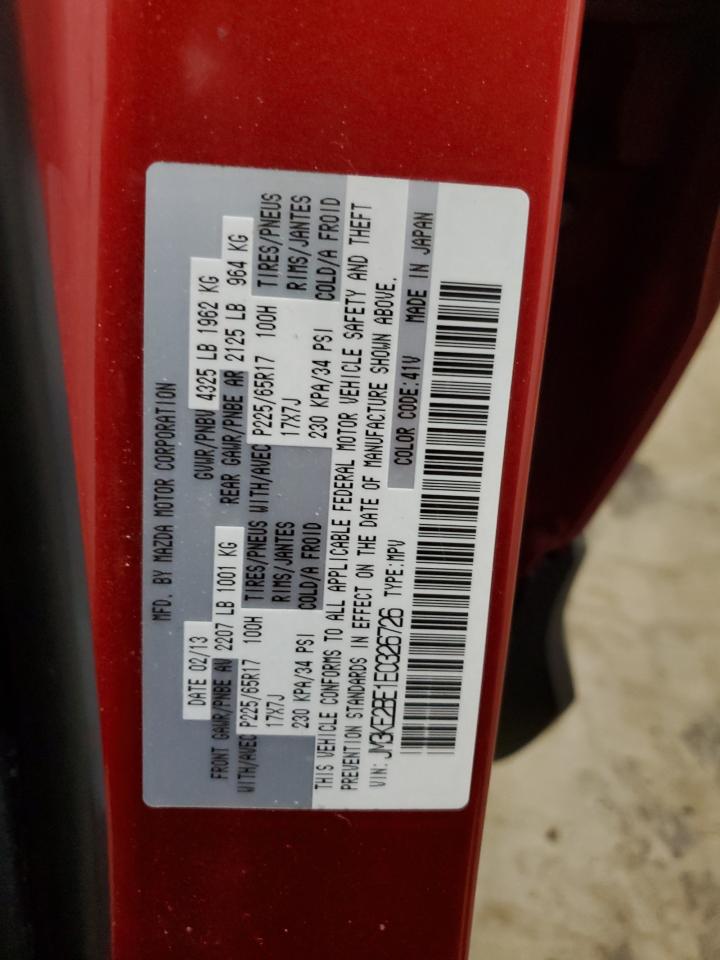 MFD. BY MAZDA MOTOR CORPORATION
DATE 02/13 GVWR/PNBV 4325 LB 1962 KG
FRONT GAWR/PNBE AV 2207 LB 1001 KG REAR GAWR/PNBE AR 2125 LB 964 KG
WITH/AVEC P225/65R17 100H TIRES/PNEUS WITH/AVEC P225/65R17 100H TIRES/PNEUS
17X7J RIMS/JANTES 17X7J RIMS/JANTES
230 KPA/34 PSI COLD/A FROID 230 KPA/34 PSI COLD/A FROID
THIS VEHICLE CONFORMS TO ALL APPLICABLE FEDERAL MOTOR VEHICLE SAFETY AND THEFT
PREVENTION STANDARDS IN EFFECT ON THE DATE OF MANUFACTURE SHOWN ABOVE.
VIN: JM3KE2BE1E0326726 TYPE:MPV COLOR CODE:41V MADE IN JAPAN